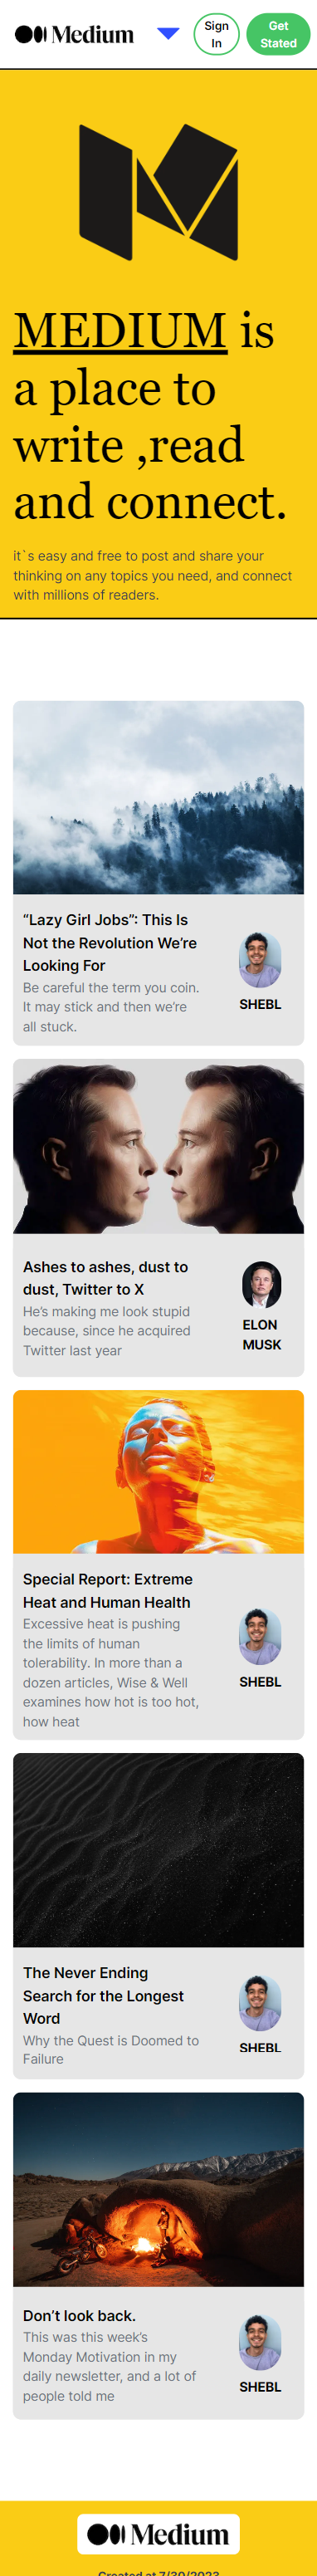 Medium
Sign
In
Get
Stated
MEDIUM is
a place to
write ,read
and connect.
it`s easy and free to post and share your
thinking on any topics you need, and connect
with millions of readers.
“Lazy Girl Jobs”: This Is
Not the Revolution We’re
Looking For
Be careful the term you coin.
It may stick and then we’re
all stuck.
SHEBL
Ashes to ashes, dust to
dust, Twitter to X
He’s making me look stupid
because, since he acquired
Twitter last year
ELON
MUSK
Special Report: Extreme
Heat and Human Health
Excessive heat is pushing
the limits of human
tolerability. In more than a
dozen articles, Wise & Well
examines how hot is too hot,
how heat
SHEBL
The Never Ending
Search for the Longest
Word
Why the Quest is Doomed to
Failure
SHEBL
Don’t look back.
This was this week’s
Monday Motivation in my
daily newsletter, and a lot of
people told me
SHEBL
Medium
Created at 7/30/2023